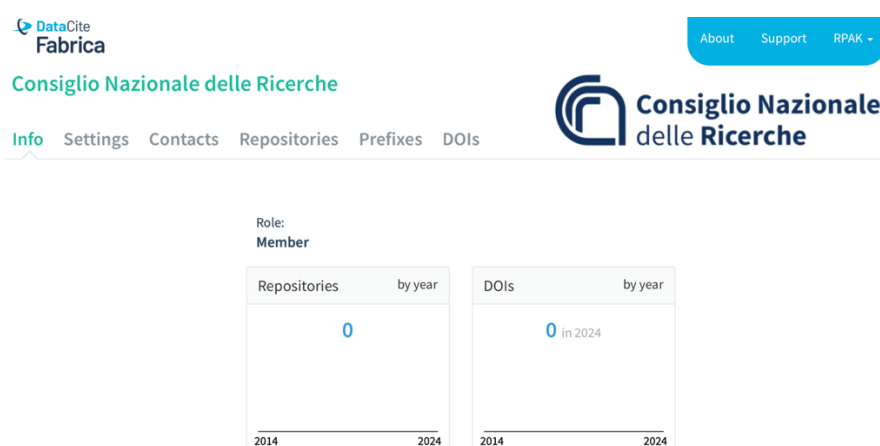 DataCite
Fabrica
About Support RPAK
Consiglio Nazionale delle Ricerche
Consiglio Nazionale
delle Ricerche
Info Settings Contacts Repositories Prefixes DOIs
Role:
Member
Repositories by year
0
2014 2024
DOIs by year
0 in 2024
2014 2024